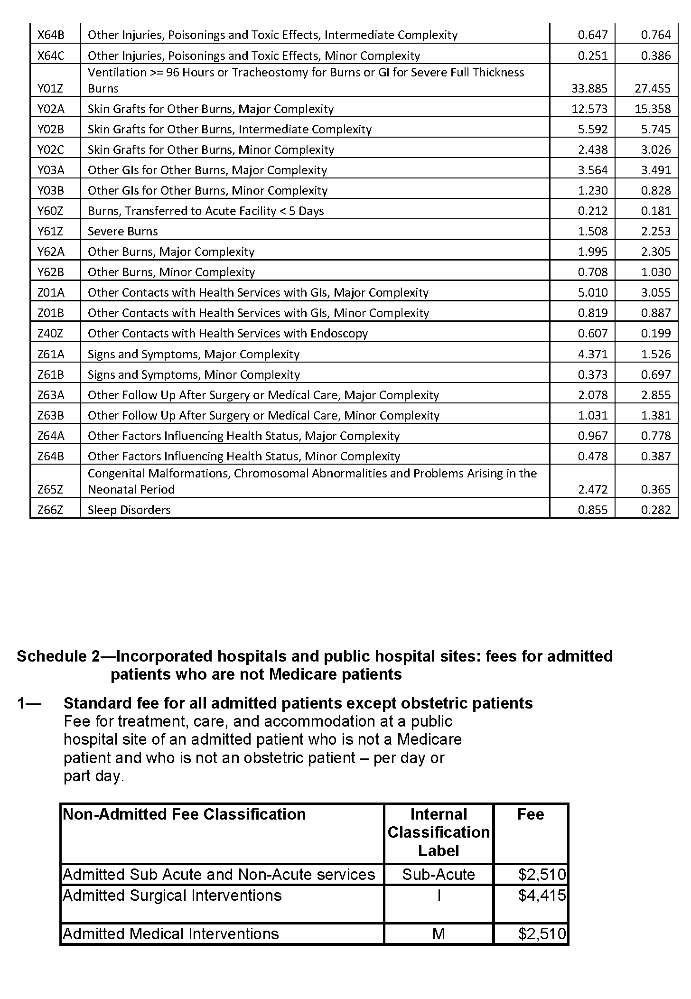 X64B Other Injuries, Poisonings and Toxic Effects, Intermediate Complexity 0.647 0.764
X64C Other Injuries, Poisonings and Toxic Effects, Minor Complexity 0.251 0.386
Ventilation >= 96 Hours or Tracheostomy for Burns or GI for Severe Full Thickness
Y01Z Burns 33.885 27.455
Y02A Skin Grafts for Other Burns, Major Complexity 12.573 15.358
Y02B Skin Grafts for Other Burns, Intermediate Complexity 5.592 5.745
Y02C Skin Grafts for Other Burns, Minor Complexity 2.438 3.026
Y03A Other GIs for Other Burns, Major Complexity 3.564 3.491
Y03B Other GIs for Other Burns, Minor Complexity 1.230 0.828
Y60Z Burns, Transferred to Acute Facility < 5 Days 0.212 0.181
Y61Z Severe Burns 1.508 2.253
Y62A Other Burns, Major Complexity 1.995 2.305
Y62B Other Burns, Minor Complexity 0.708 1.030
Z01A Other Contacts with Health Services with GIs, Major Complexity 5.010 3.055
Z01B Other Contacts with Health Services with GIs, Minor Complexity 0.819 0.887
Z40Z Other Contacts with Health Services with Endoscopy 0.607 0.199
Z61A Signs and Symptoms, Major Complexity 4.371 1.526
Z61B Signs and Symptoms, Minor Complexity 0.373 0.697
Z63A Other Follow Up After Surgery or Medical Care, Major Complexity 2.078 2.855
Z63B Other Follow Up After Surgery or Medical Care, Minor Complexity 1.031 1.381
Z64A Other Factors Influencing Health Status, Major Complexity 0.967 0.778
Z64B Other Factors Influencing Health Status, Minor Complexity 0.478 0.387
Congenital Malformations, Chromosomal Abnormalities and Problems Arising in the
Z65Z Neonatal Period 2.472 0.365
Z66Z Sleep Disorders 0.855 0.282
Schedule 2—Incorporated hospitals and public hospital sites: fees for admitted
patients who are not Medicare patients
1— Standard fee for all admitted patients except obstetric patients
Fee for treatment, care, and accommodation at a public
hospital site of an admitted patient who is not a Medicare
patient and who is not an obstetric patient – per day or
part day.
Non-Admitted Fee Classification Internal Fee
Classification
Label
Admitted Sub Acute and Non-Acute services Sub-Acute $2,510
Admitted Surgical Interventions I $4,415
Admitted Medical Interventions M $2,510